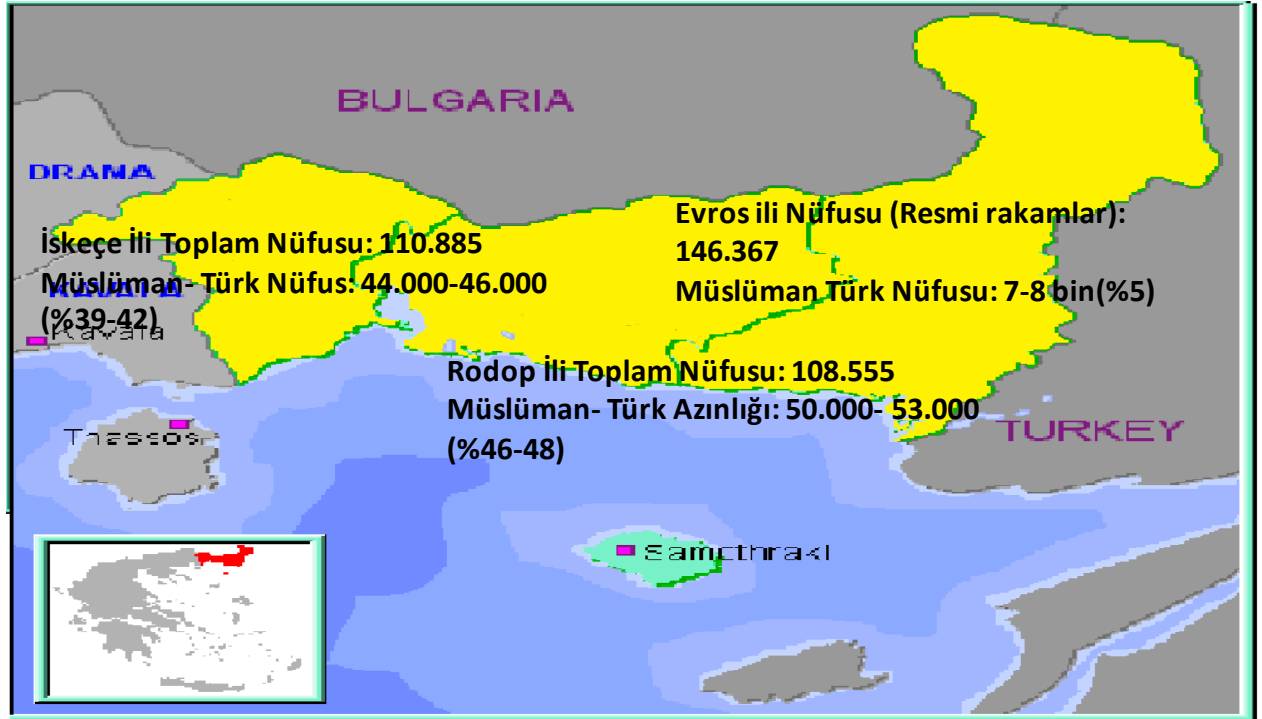 BULGARIA
DRAMA
Evros ili Nüfusu (Resmi rakamlar):
146.367
Müslüman Türk Nüfusu: 7-8 bin(%5)
İskeçe İli Toplam Nüfusu: 110.885
Müslüman- Türk Nüfus: 44.000-46.000
(%39-42)
KAVALA
Kavala
Rodop İli Toplam Nüfusu: 108.555
Müslüman- Türk Azınlığı: 50.000- 53.000
(%46-48)
TURKEY
Thassos
Samothraki